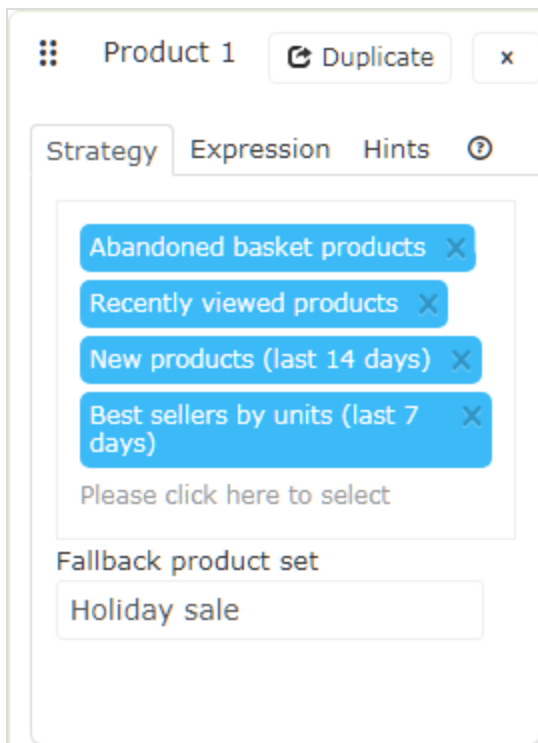 Product 1 Duplicate x
Strategy Expression Hints ?
Abandoned basket products X
Recently viewed products X
New products (last 14 days) X
Best sellers by units (last 7 X
days)
Please click here to select
Fallback product set
Holiday sale